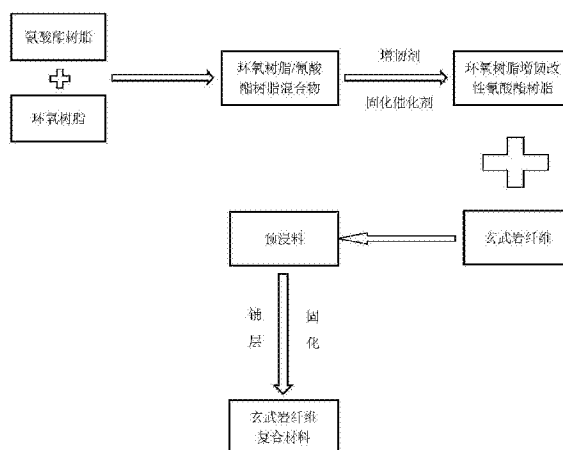 氰酸酯树脂
环氧树脂
环氧树脂/氰酸
酯树脂混合物
增韧剂
固化催化剂
环氧树脂增韧改
性氰酸酯树脂
玄武岩纤维
预浸料
铺层
固化
玄武岩纤维
复合材料